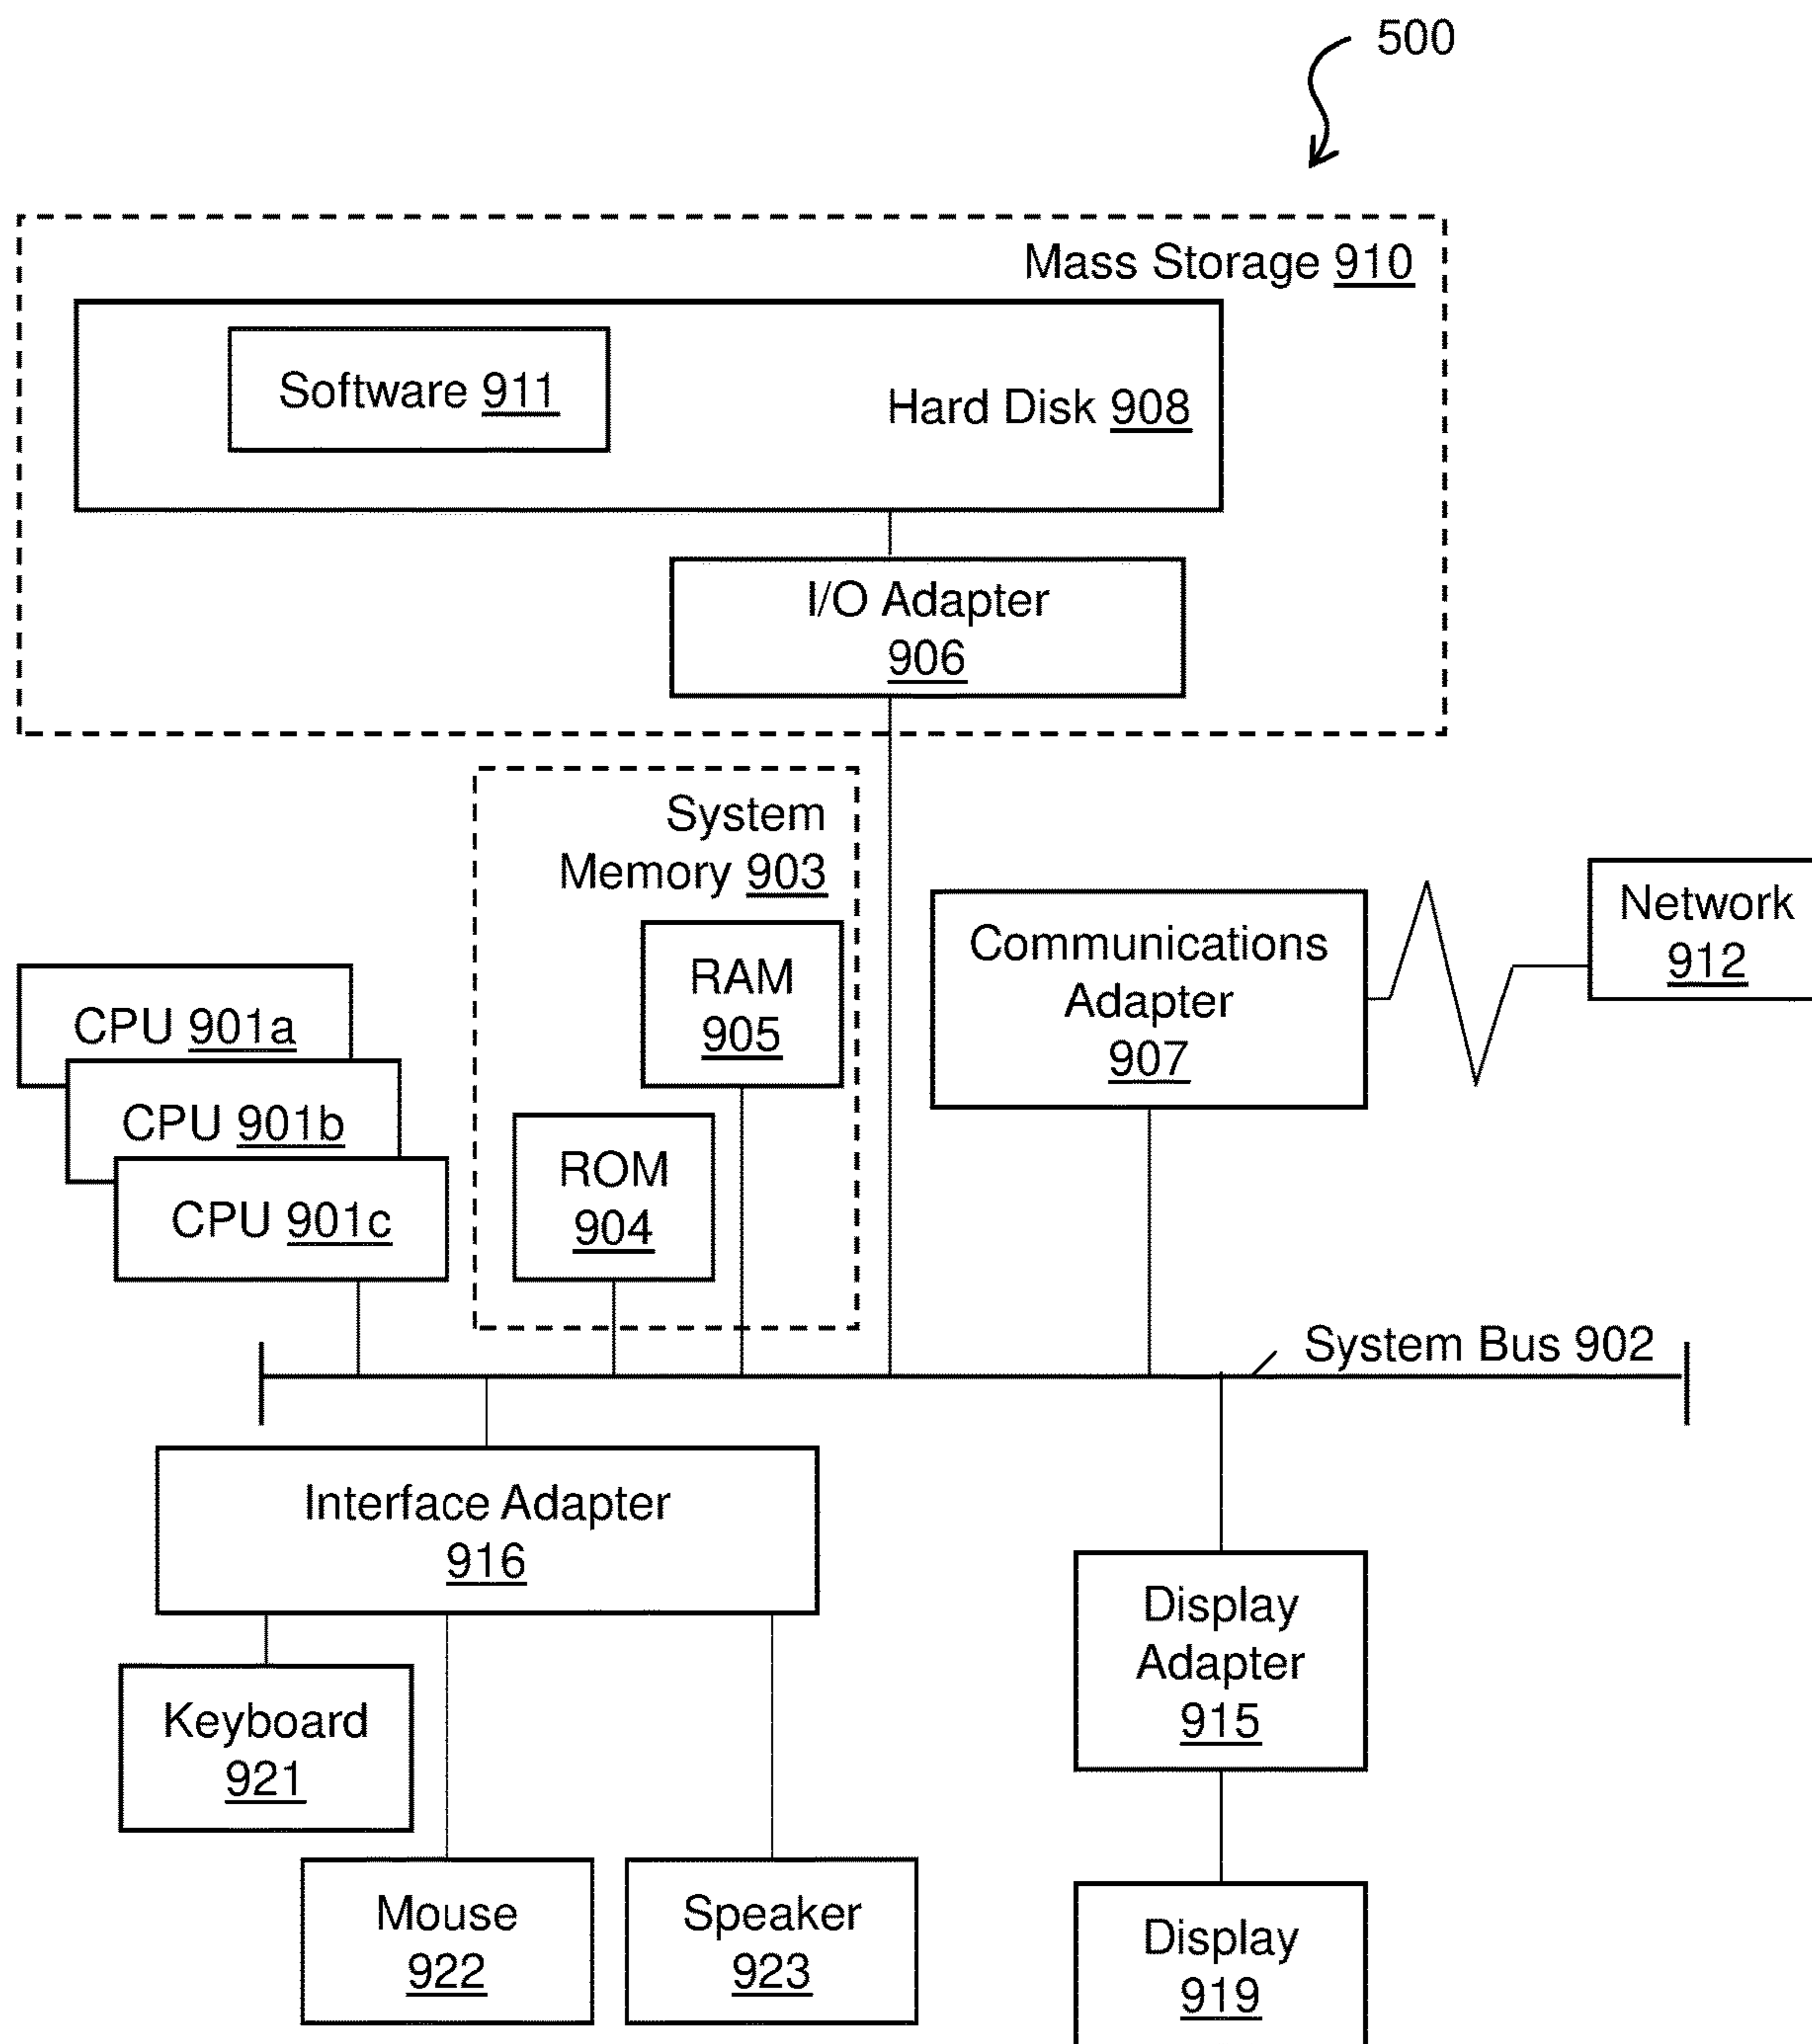 500
Mass Storage 910
Software 911
Hard Disk 908
I/O Adapter
906
System
Memory 903
RAM
905
ROM
904
CPU 901a
CPU 901b
CPU 901c
Communications
Adapter
907
Network
912
System Bus 902
Interface Adapter
916
Keyboard
921
Mouse
922
Speaker
923
Display
Adapter
915
Display
919